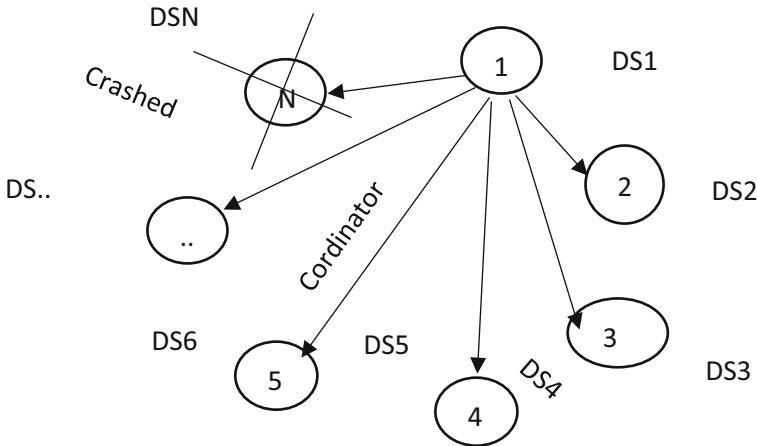 DSN
1
DS1
N
Crashed
2
DS2
DS..
..
Cordinator
3
DS3
DS6
DS5
5
DS4
4